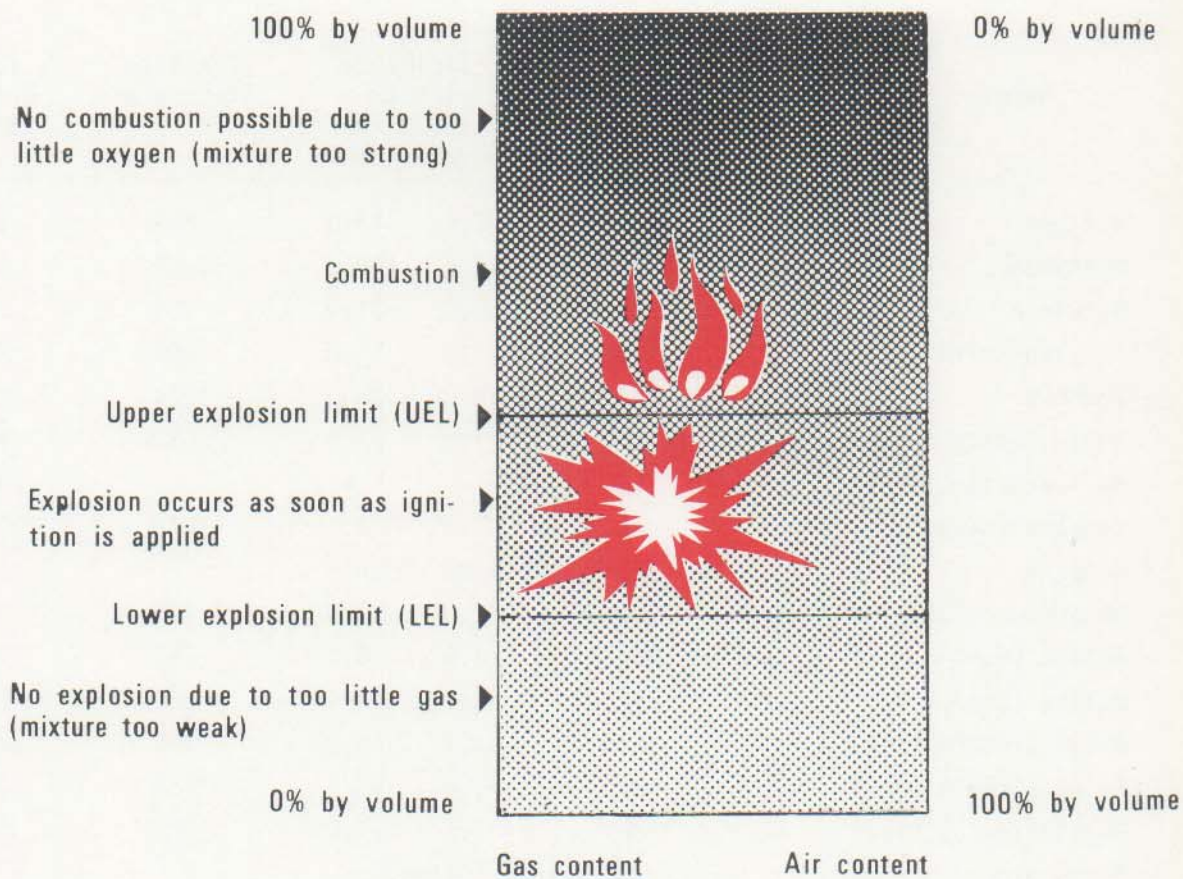 100% by volume
0% by volume
No combustion possible due to too
little oxygen (mixture too strong)
Combustion
Upper explosion limit (UEL)
Explosion occurs as soon as igni-
tion is applied
Lower explosion limit (LEL)
No explosion due to too little gas
(mixture too weak)
0% by volume
100% by volume
Gas content
Air content